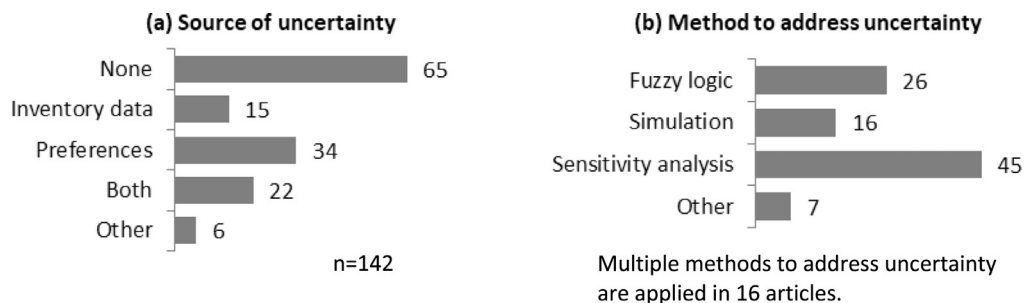 (a) Source of uncertainty
None 65
Inventory data 15
Preferences 34
Both 22
Other 6
n=142
(b) Method to address uncertainty
Fuzzy logic 26
Simulation 16
Sensitivity analysis 45
Other 7
Multiple methods to address uncertainty
are applied in 16 articles.